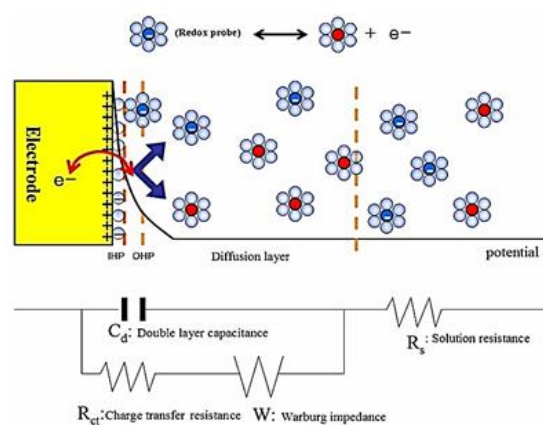 (Redox probe) + e-
Electrode
e-
IHP OHP Diffusion layer potential
Cd: Double layer capacitance
Rs: Solution resistance
Rct: Charge transfer resistance W: Warburg impedance